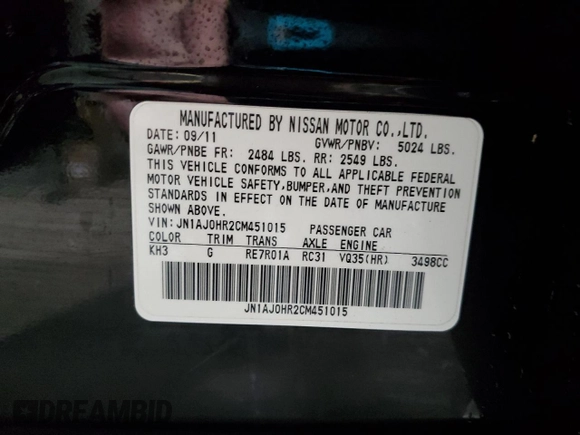 MANUFACTURED BY NISSAN MOTOR CO.,LTD.
DATE: 09/11 GVWR/PNBV: 5024 LBS.
GAWR/PNBE FR: 2484 LBS. RR: 2549 LBS.
THIS VEHICLE CONFORMS TO ALL APPLICABLE FEDERAL
MOTOR VEHICLE SAFETY,BUMPER,AND THEFT PREVENTION
STANDARDS IN EFFECT ON THE DATE OF MANUFACTURE
SHOWN ABOVE.
VIN: JN1AJ0HR2CM451015 PASSENGER CAR
COLOR TRIM TRANS AXLE ENGINE
KH3 G RE7R01A RC31 VQ35(HR) 3498CC
JN1AJ0HR2CM451015
DREAMBID